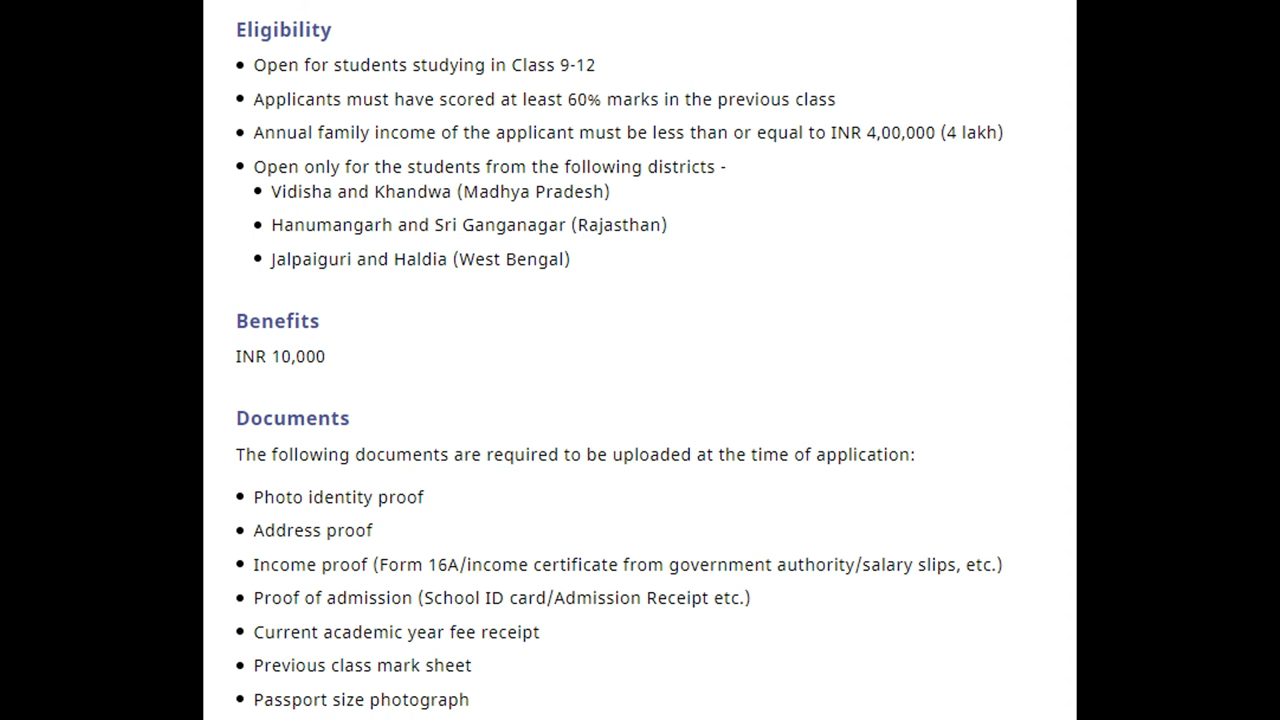 Eligibility
Open for students studying in Class 9-12
Applicants must have scored at least 60% marks in the previous class
Annual family income of the applicant must be less than or equal to INR 4,00,000 (4 lakh)
Open only for the students from the following districts -
Vidisha and Khandwa (Madhya Pradesh)
Hanumangarh and Sri Ganganagar (Rajasthan)
Jalpaiguri and Haldia (West Bengal)
Benefits
INR 10,000
Documents
The following documents are required to be uploaded at the time of application:
Photo identity proof
Address proof
Income proof (Form 16A/income certificate from government authority/salary slips, etc.)
Proof of admission (School ID card/Admission Receipt etc.)
Current academic year fee receipt
Previous class mark sheet
Passport size photograph